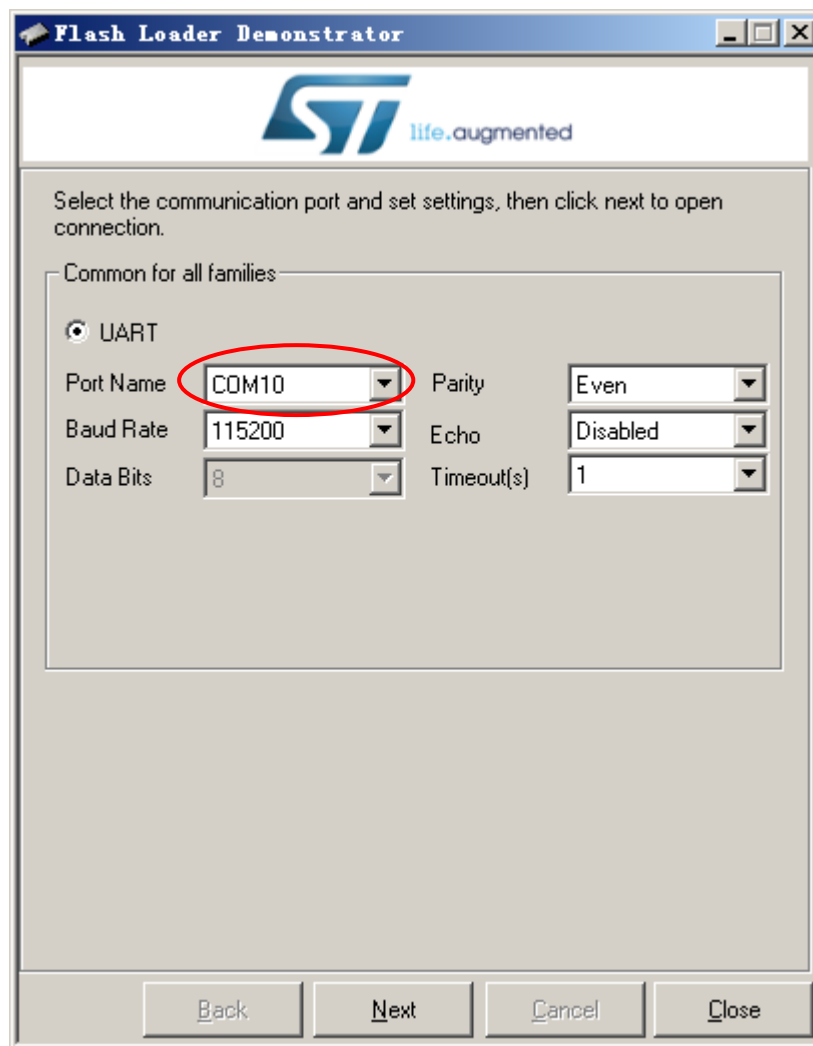 Flash Loader Demonstrator
ST life.augmented
Select the communication port and set settings, then click next to open
connection.
Common for all families
UART
Port Name COM10 Parity Even
Baud Rate 115200 Echo Disabled
Data Bits 8 Timeout(s) 1
Back Next Cancel Close